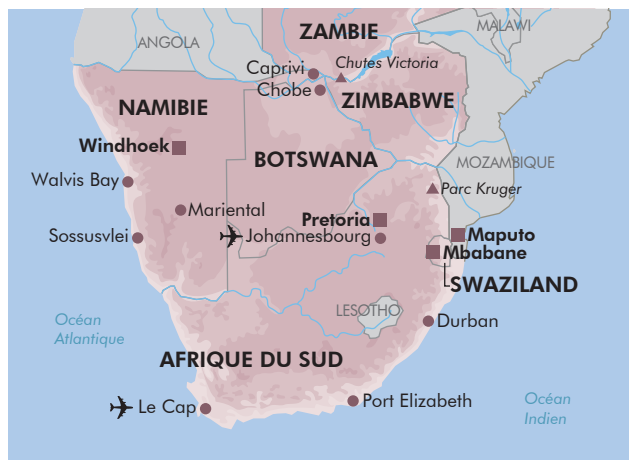 ZAMBIE
MALAWI
ANGOLA
Chutes Victoria
Caprivi
Chobe
ZIMBABWE
NAMIBIE
Windhoek
BOTSWANA
MOZAMBIQUE
Walvis Bay
Parc Kruger
Mariental
Pretoria
Sossusvlei
Johannesbourg
Maputo
Mbabane
SWAZILAND
LESOTHO
Océan
Atlantique
Durban
AFRIQUE DU SUD
Port Elizabeth
Le Cap
Océan
Indien